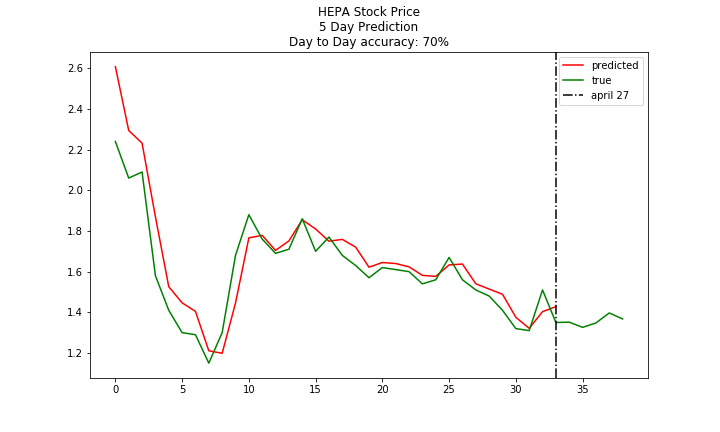 HEPA Stock Price
5 Day Prediction
Day to Day accuracy: 70%
predicted
true
april 27
2.6
2.4
2.2
2.0
1.8
1.6
1.4
1.2
0 5 10 15 20 25 30 35